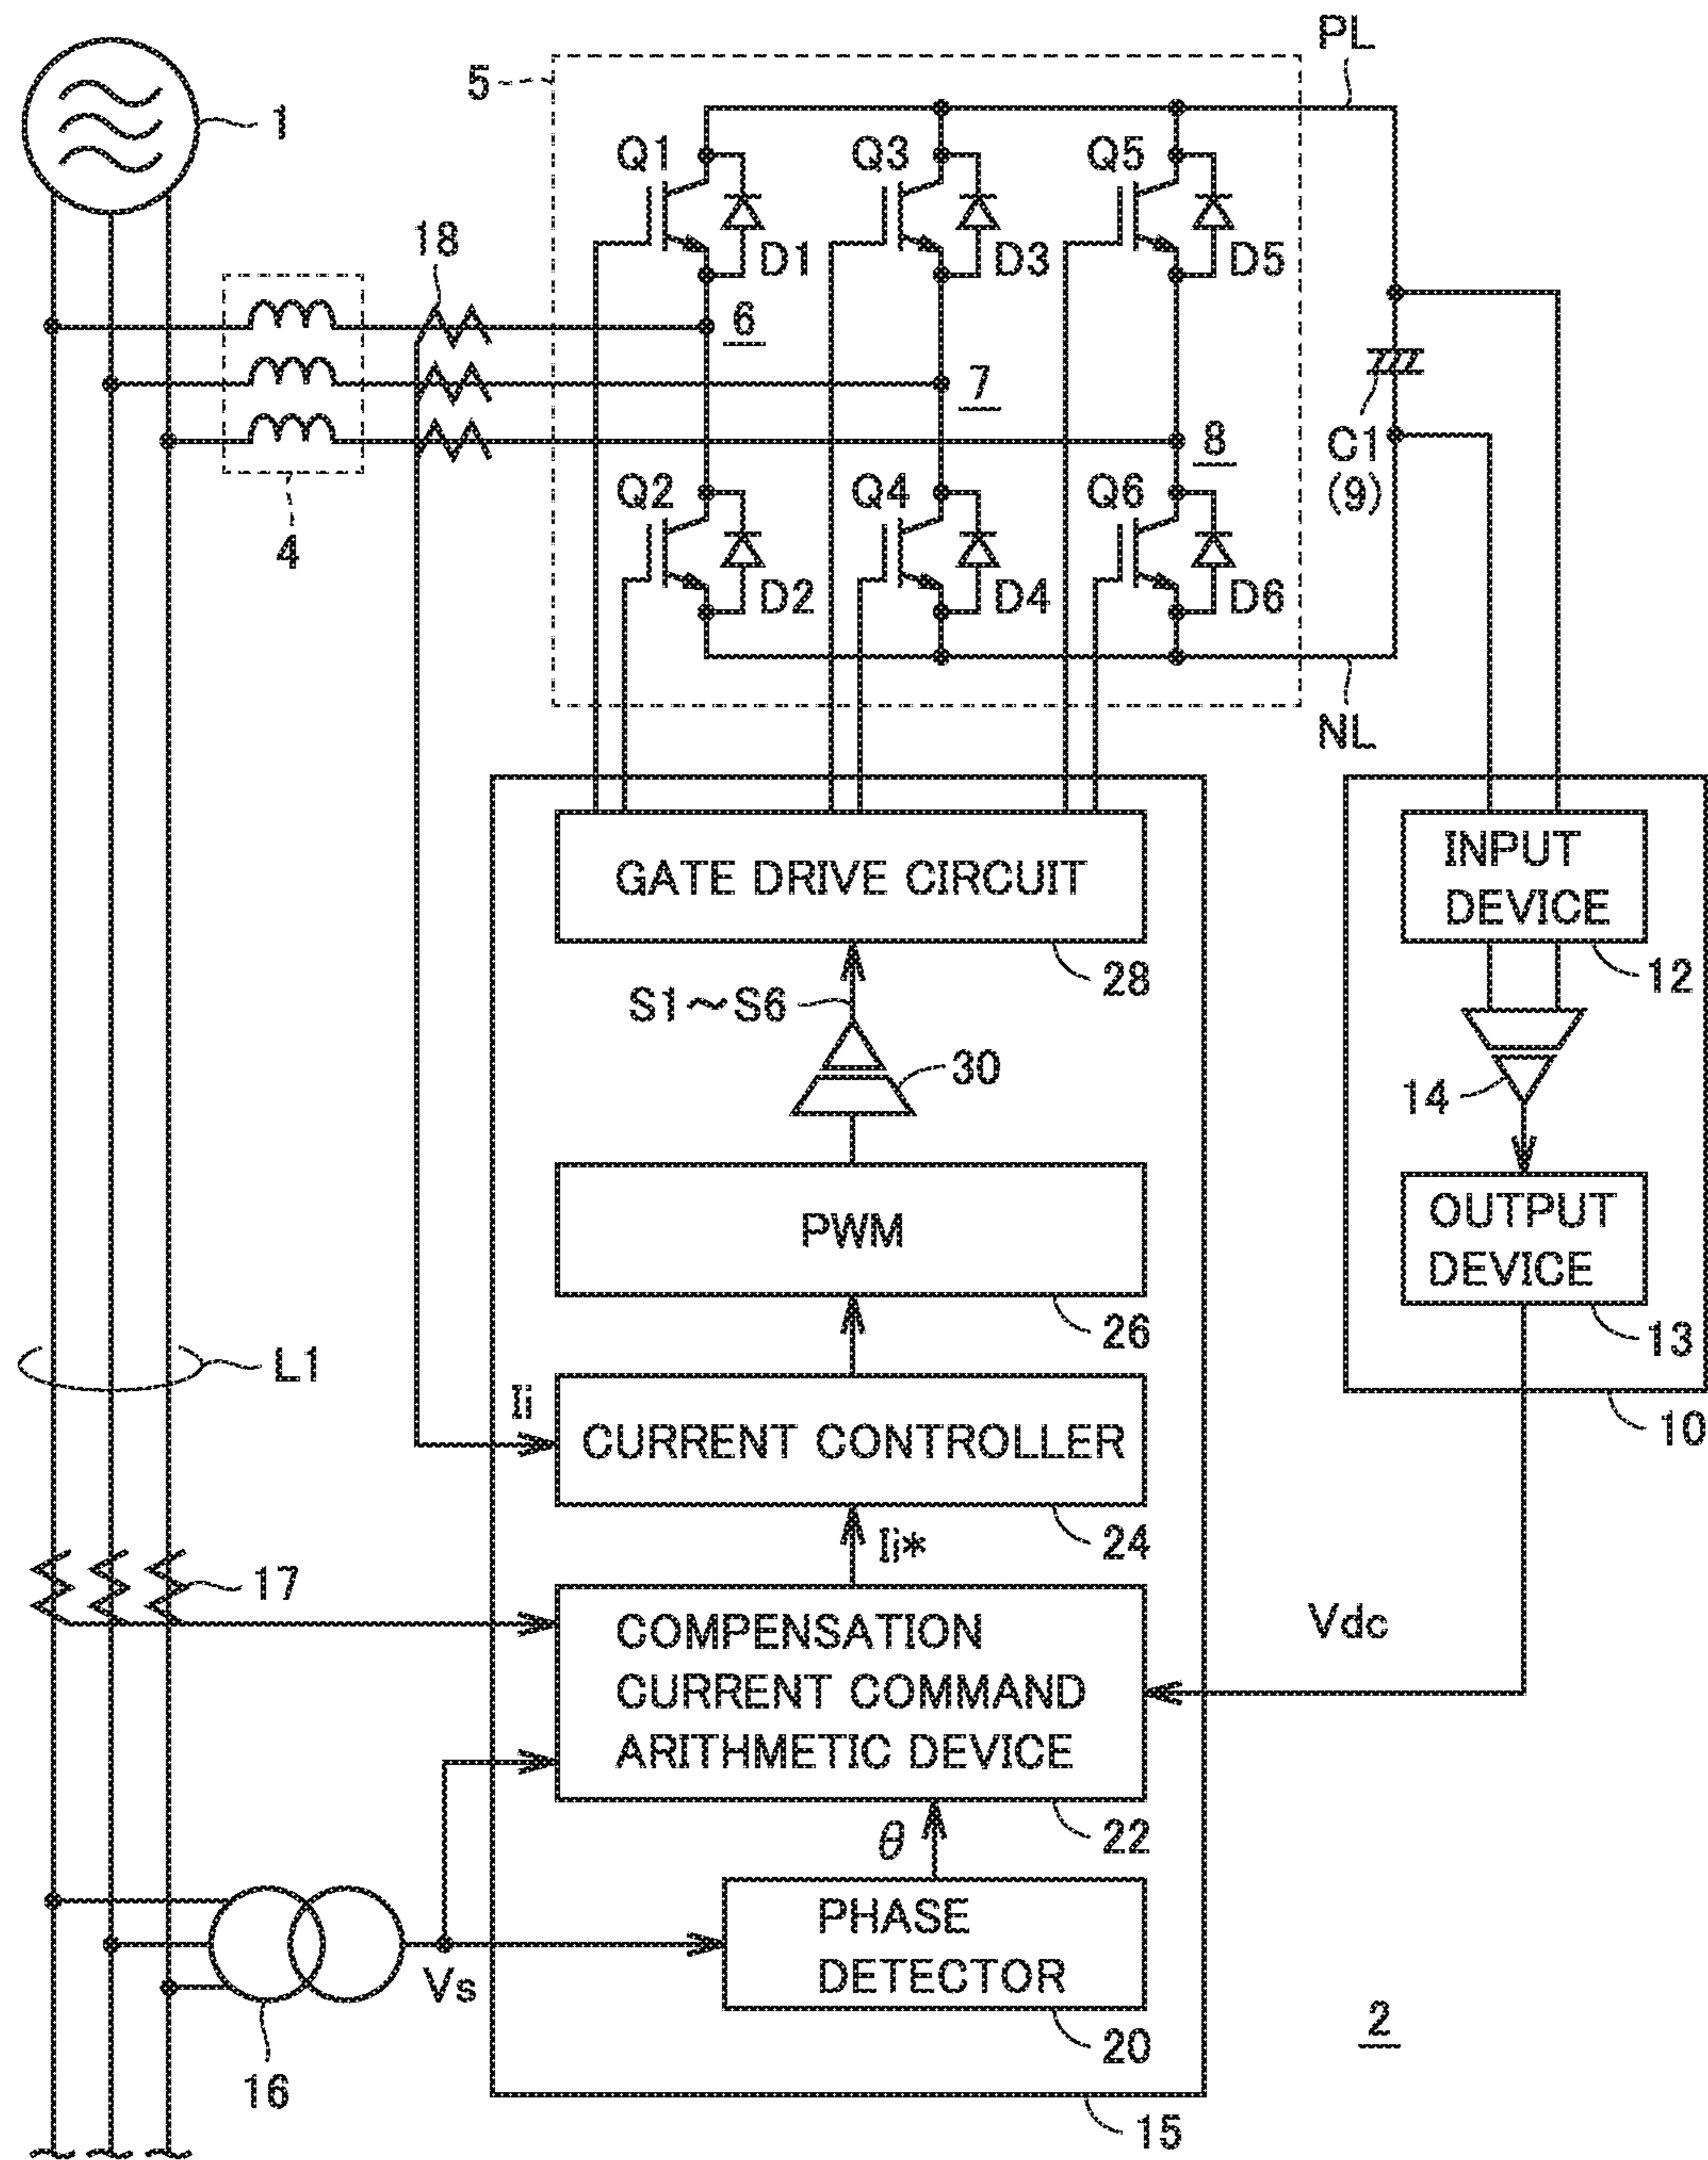 PL
5
1
Q1
Q3
Q5
18
D1
D3
D5
6
7
8
C1
(9)
Q2
Q4
Q6
4
D2
D4
D6
NL
GATE DRIVE CIRCUIT
INPUT
DEVICE
28
12
S1~S6
30
14
PWM
OUTPUT
DEVICE
26
13
L1
Ii
CURRENT CONTROLLER
10
24
Ii*
17
COMPENSATION
CURRENT COMMAND
ARITHMETIC DEVICE
Vdc
22
θ
PHASE
DETECTOR
Vs
20
2
16
15